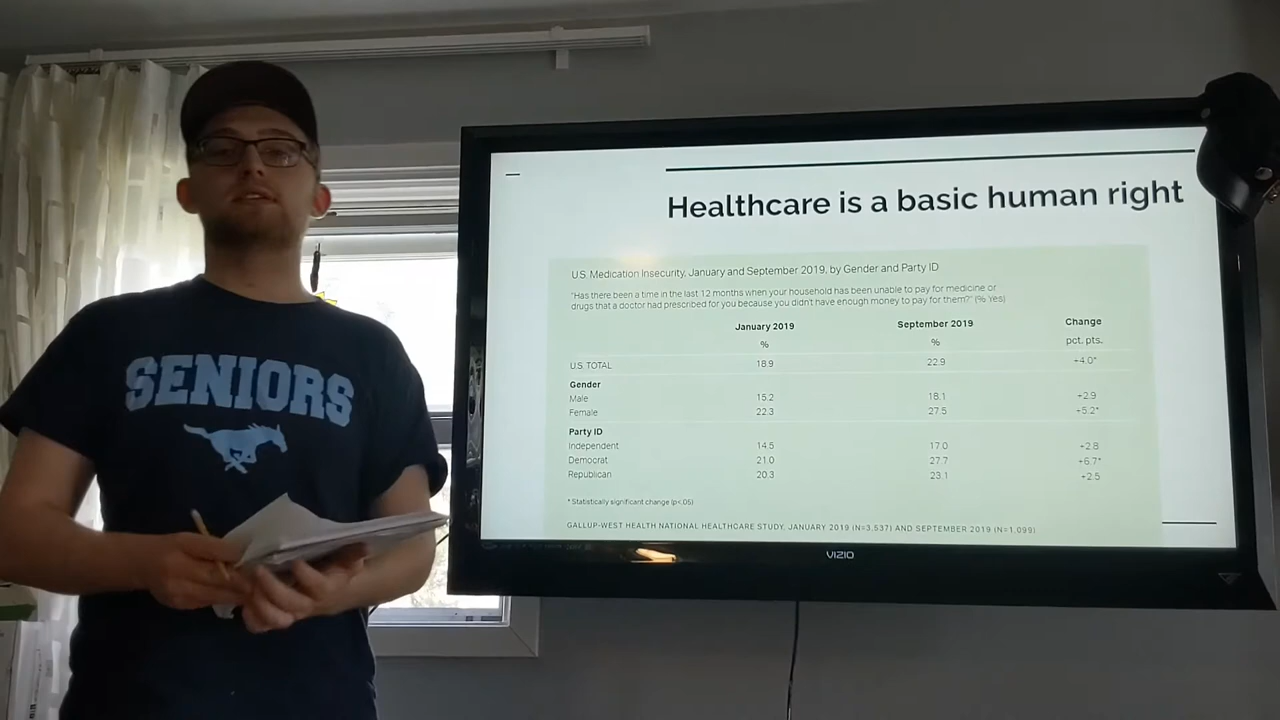 SENIORS
Healthcare is a basic human right
U.S. Medication Insecurity, January and September 2019, by Gender and Party ID
"Has there been a time in the last 12 months when your household has been unable to pay for medicine or
drugs that a doctor had prescribed for you because you didn't have enough money to pay for them?" (% Yes)
January 2019 September 2019 Change
% % pct. pts.
U.S. TOTAL 18.9 22.9 +4.0*
Gender
Male 15.2 18.1 +2.9
Female 22.3 27.5 +5.2*
Party ID
Independent 14.5 17.0 +2.8
Democrat 21.0 27.7 +6.7*
Republican 20.3 23.1 +2.5
* Statistically significant change (p<.05)
GALLUP-WEST HEALTH NATIONAL HEALTHCARE STUDY, JANUARY 2019 (N=3,537) AND SEPTEMBER 2019 (N=1,099)
VIZIO